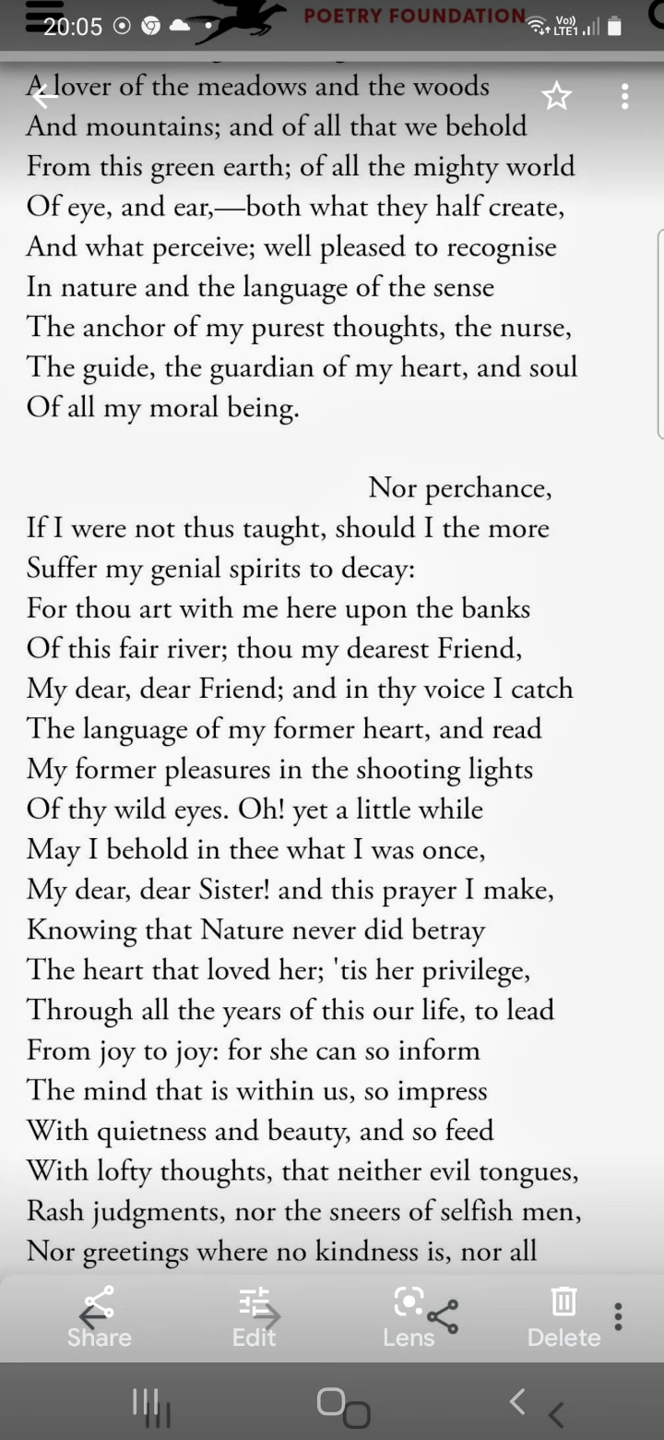 20:05
POETRY FOUNDATION
Vo))
LTE1
A lover of the meadows and the woods
And mountains; and of all that we behold
From this green earth; of all the mighty world
Of eye, and ear,—both what they half create,
And what perceive; well pleased to recognise
In nature and the language of the sense
The anchor of my purest thoughts, the nurse,
The guide, the guardian of my heart, and soul
Of all my moral being.
Nor perchance,
If I were not thus taught, should I the more
Suffer my genial spirits to decay:
For thou art with me here upon the banks
Of this fair river; thou my dearest Friend,
My dear, dear Friend; and in thy voice I catch
The language of my former heart, and read
My former pleasures in the shooting lights
Of thy wild eyes. Oh! yet a little while
May I behold in thee what I was once,
My dear, dear Sister! and this prayer I make,
Knowing that Nature never did betray
The heart that loved her; 'tis her privilege,
Through all the years of this our life, to lead
From joy to joy: for she can so inform
The mind that is within us, so impress
With quietness and beauty, and so feed
With lofty thoughts, that neither evil tongues,
Rash judgments, nor the sneers of selfish men,
Nor greetings where no kindness is, nor all
Share
Edit
Lens
Delete